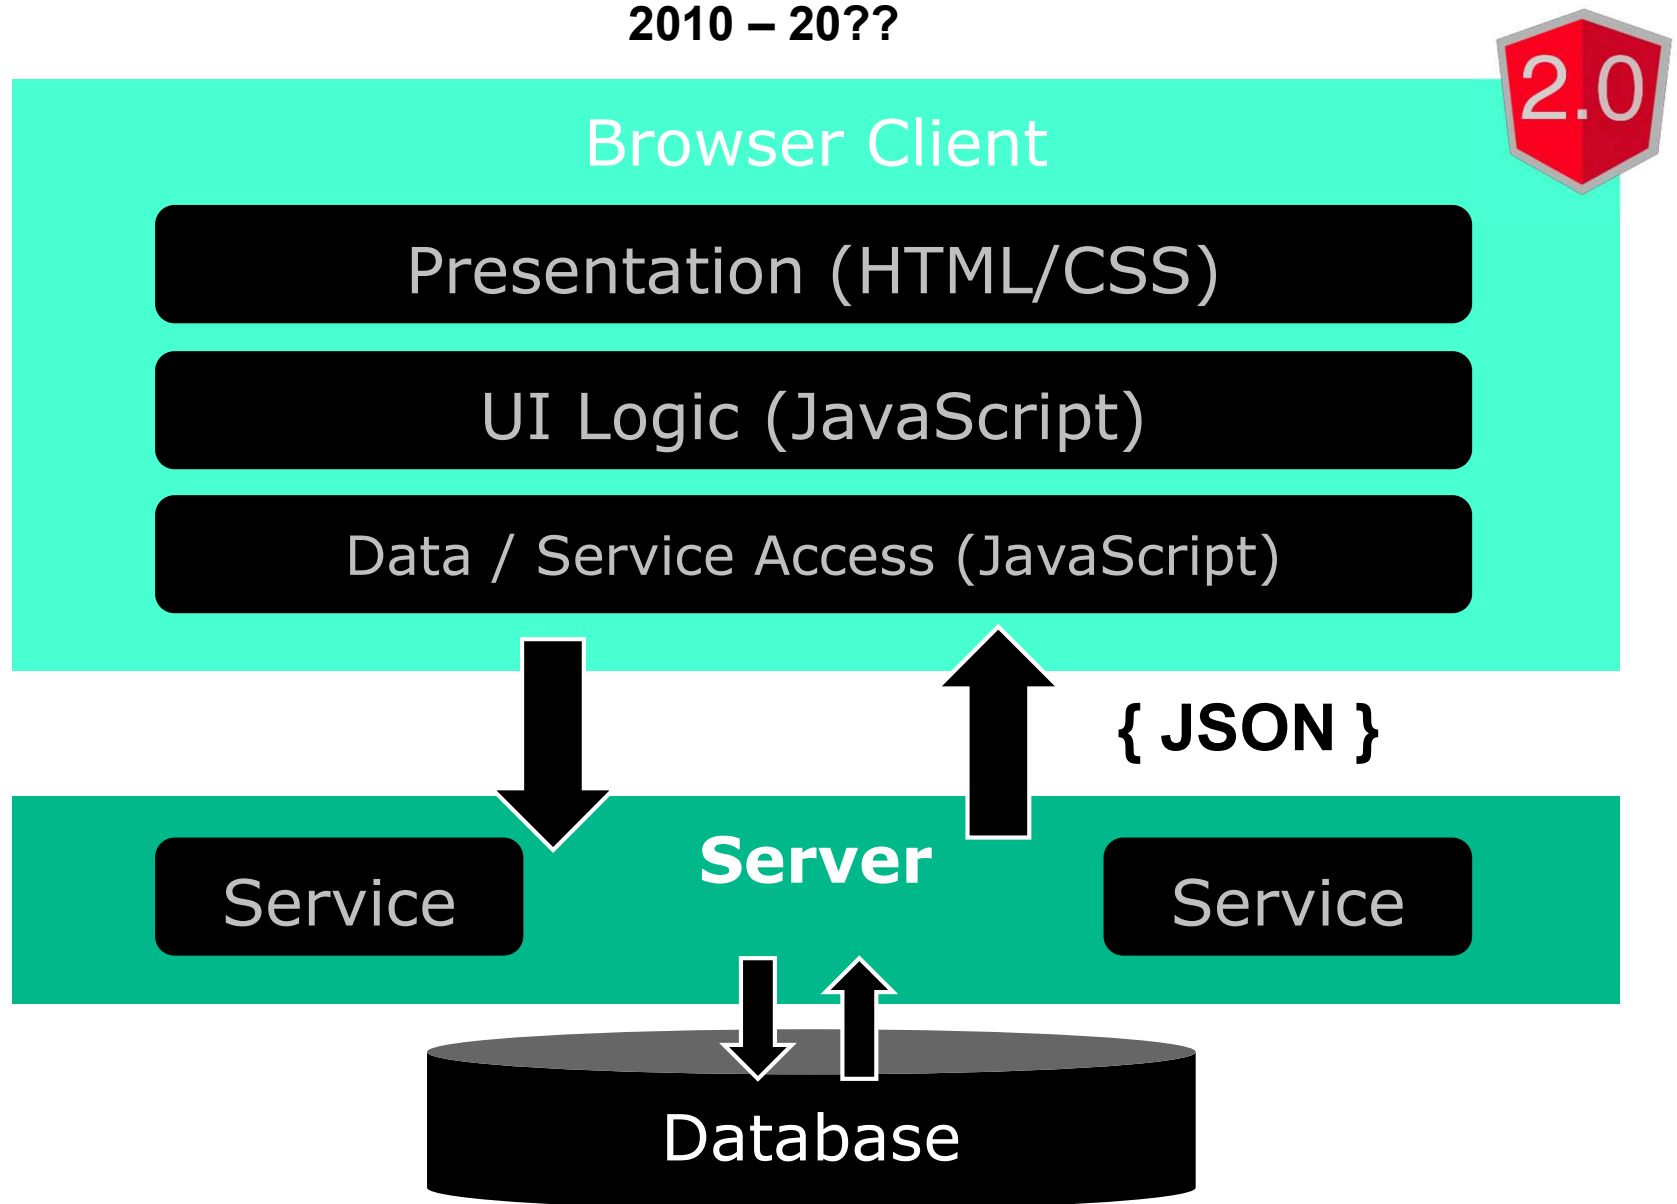 2010 – 20??
2.0
Browser Client
Presentation (HTML/CSS)
UI Logic (JavaScript)
Data / Service Access (JavaScript)
{ JSON }
Server
Service
Service
Database